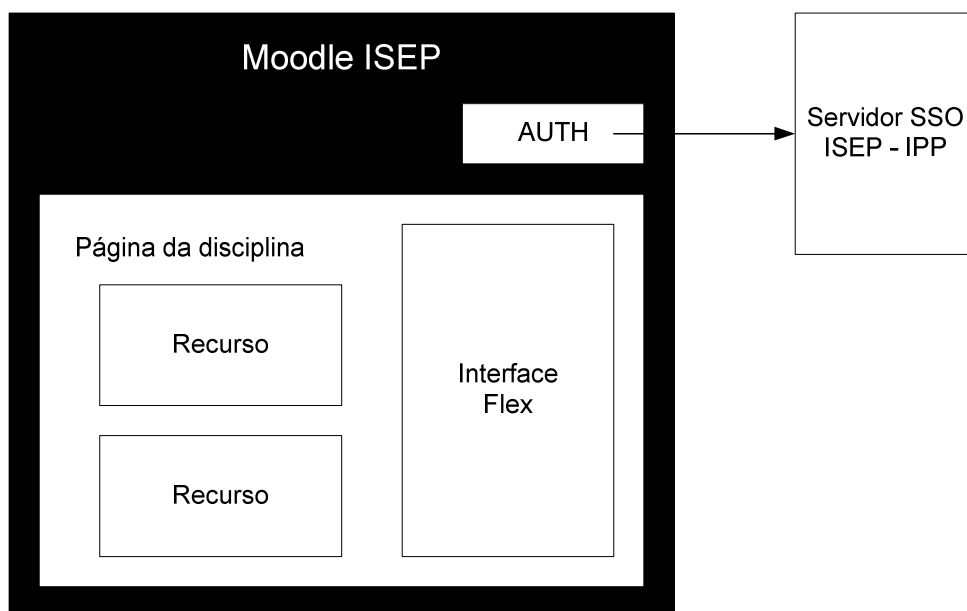 Moodle ISEP
AUTH
Servidor SSO
ISEP - IPP
Página da disciplina
Recurso
Interface
Flex
Recurso